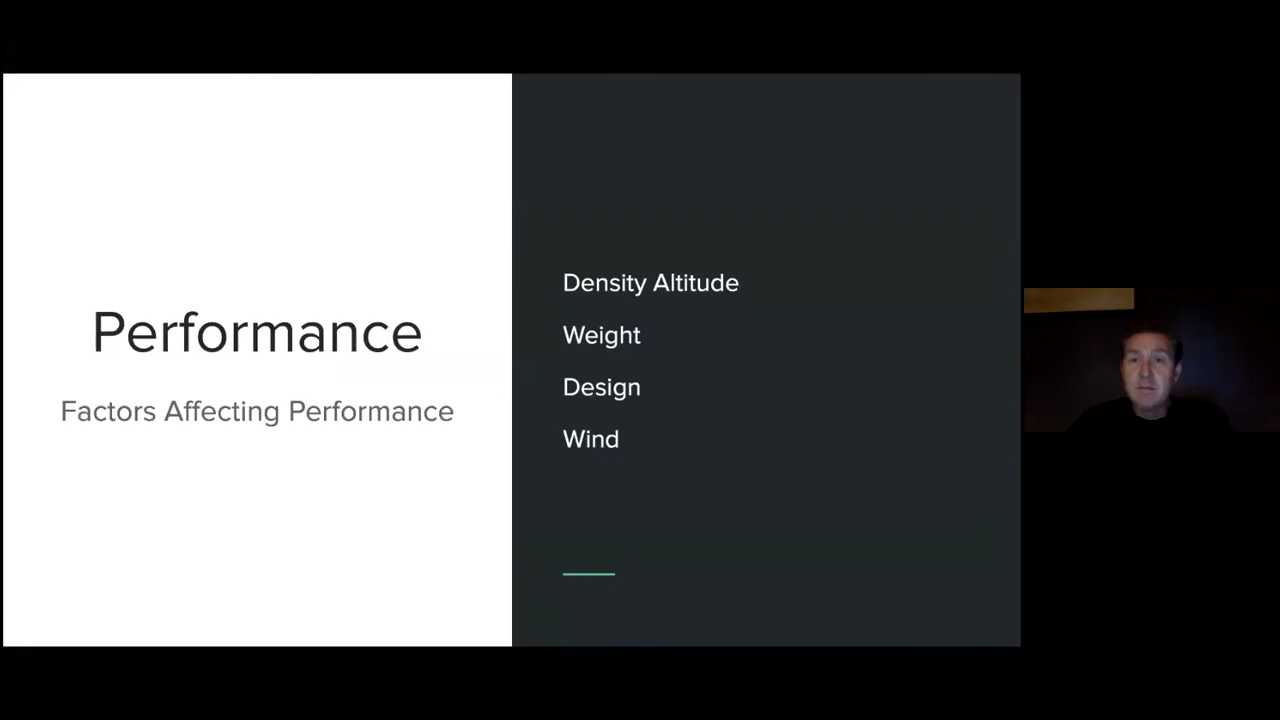 Performance
Factors Affecting Performance
Density Altitude
Weight
Design
Wind